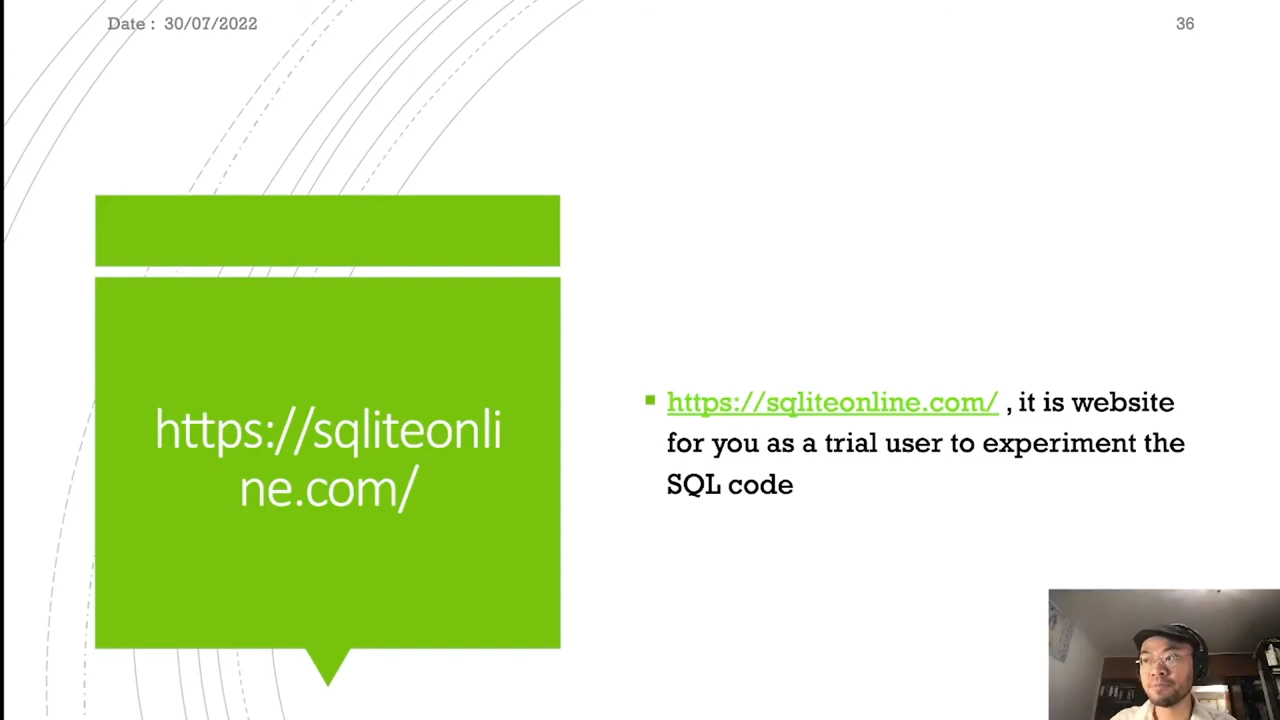 Date : 30/07/2022
36
https://sqliteonli
ne.com/
https://sqliteonline.com/ , it is website
for you as a trial user to experiment the
SQL code